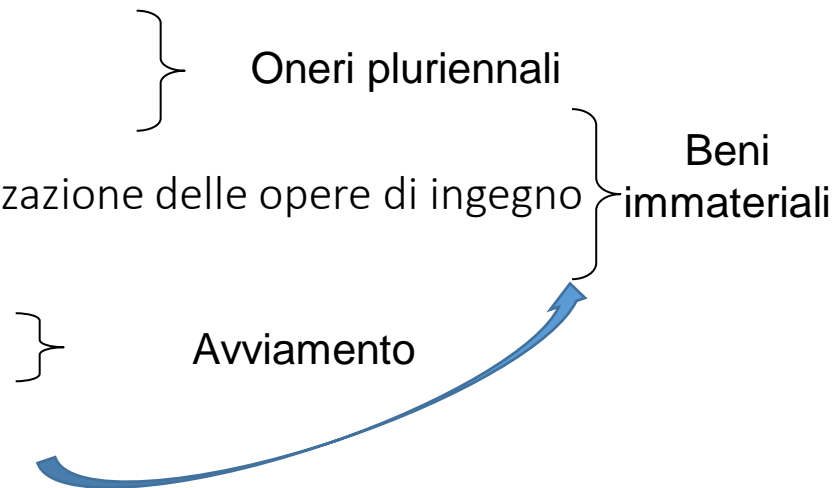 Oneri pluriennali
Beni
immateriali
zazione delle opere di ingegno
Avviamento